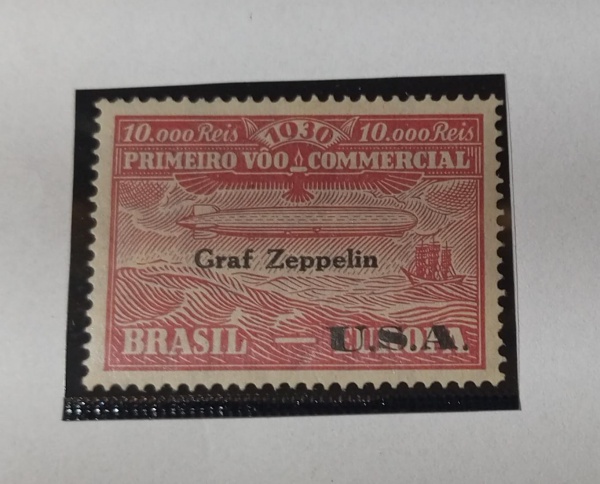 10.000 Reis 1930 10.000 Reis
PRIMEIRO VÔO COMMERCIAL
Graf Zeppelin
BRASIL — U.S.A.